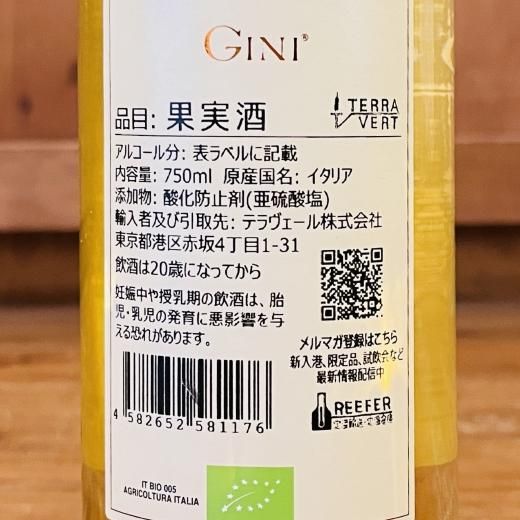 GINI®
品目: 果実酒
TERRA VERT
アルコール分: 表ラベルに記載
内容量: 750ml 原産国名: イタリア
添加物: 酸化防止剤(亜硫酸塩)
輸入者及び引取先: テラヴェール株式会社
東京都港区赤坂4丁目1-31
飲酒は20歳になってから
妊娠中や授乳期の飲酒は、胎
児・乳児の発育に悪影響を与
える恐れがあります。
メルマガ登録はこちら
新入港、限定品、試飲会など
最新情報配信中
REEFER
定温輸送・定温倉庫
4 582652 581176
IT BIO 005
AGRICOLTURA ITALIA